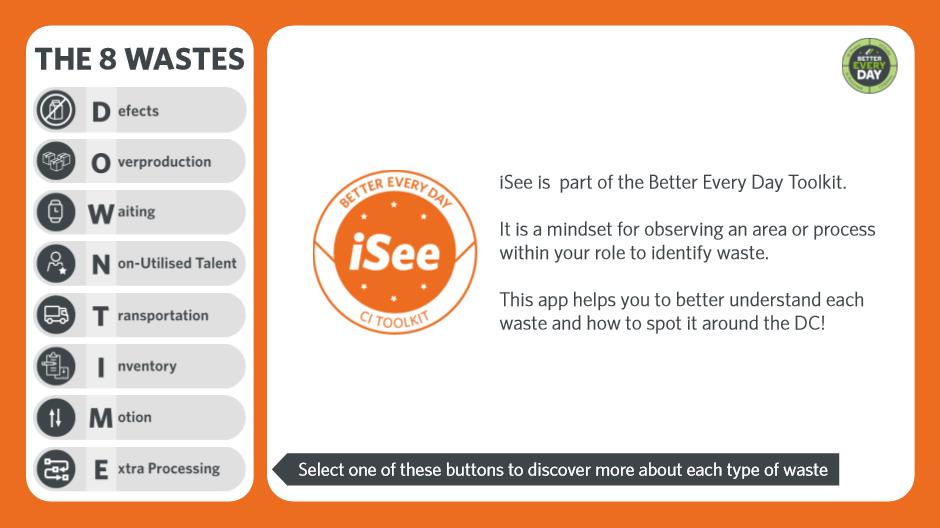 THE 8 WASTES
Defects
Overproduction
Waiting
Non-Utilised Talent
Transportation
Inventory
Motion
Extra Processing
BETTER
EVERY
DAY
BETTER EVERY DAY
iSee
CI TOOLKIT
iSee is part of the Better Every Day Toolkit.
It is a mindset for observing an area or process
within your role to identify waste.
This app helps you to better understand each
waste and how to spot it around the DC!
Select one of these buttons to discover more about each type of waste